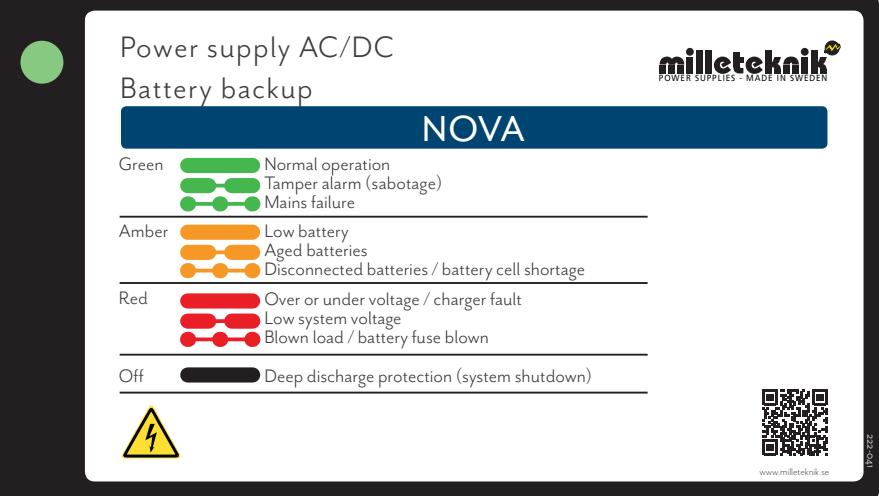 Power supply AC/DC
Battery backup
milleteknik
POWER SUPPLIES - MADE IN SWEDEN
NOVA
Green Normal operation
Tamper alarm (sabotage)
Mains failure
Amber Low battery
Aged batteries
Disconnected batteries / battery cell shortage
Red Over or under voltage / charger fault
Low system voltage
Blown load / battery fuse blown
Off Deep discharge protection (system shutdown)
www.milleteknik.se
222-041